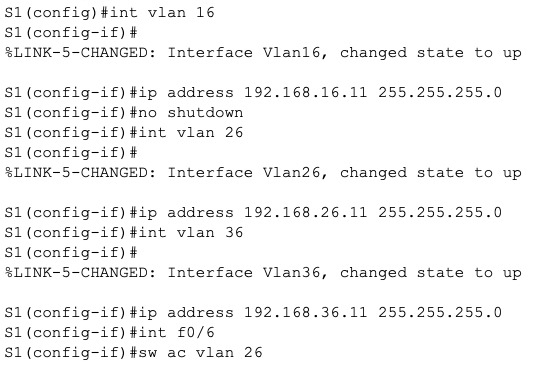 S1(config)#int vlan 16
S1(config-if)#
%LINK-5-CHANGED: Interface Vlan16, changed state to up
S1(config-if)#ip address 192.168.16.11 255.255.255.0
S1(config-if)#no shutdown
S1(config-if)#int vlan 26
S1(config-if)#
%LINK-5-CHANGED: Interface Vlan26, changed state to up
S1(config-if)#ip address 192.168.26.11 255.255.255.0
S1(config-if)#int vlan 36
S1(config-if)#
%LINK-5-CHANGED: Interface Vlan36, changed state to up
S1(config-if)#ip address 192.168.36.11 255.255.255.0
S1(config-if)#int f0/6
S1(config-if)#sw ac vlan 26